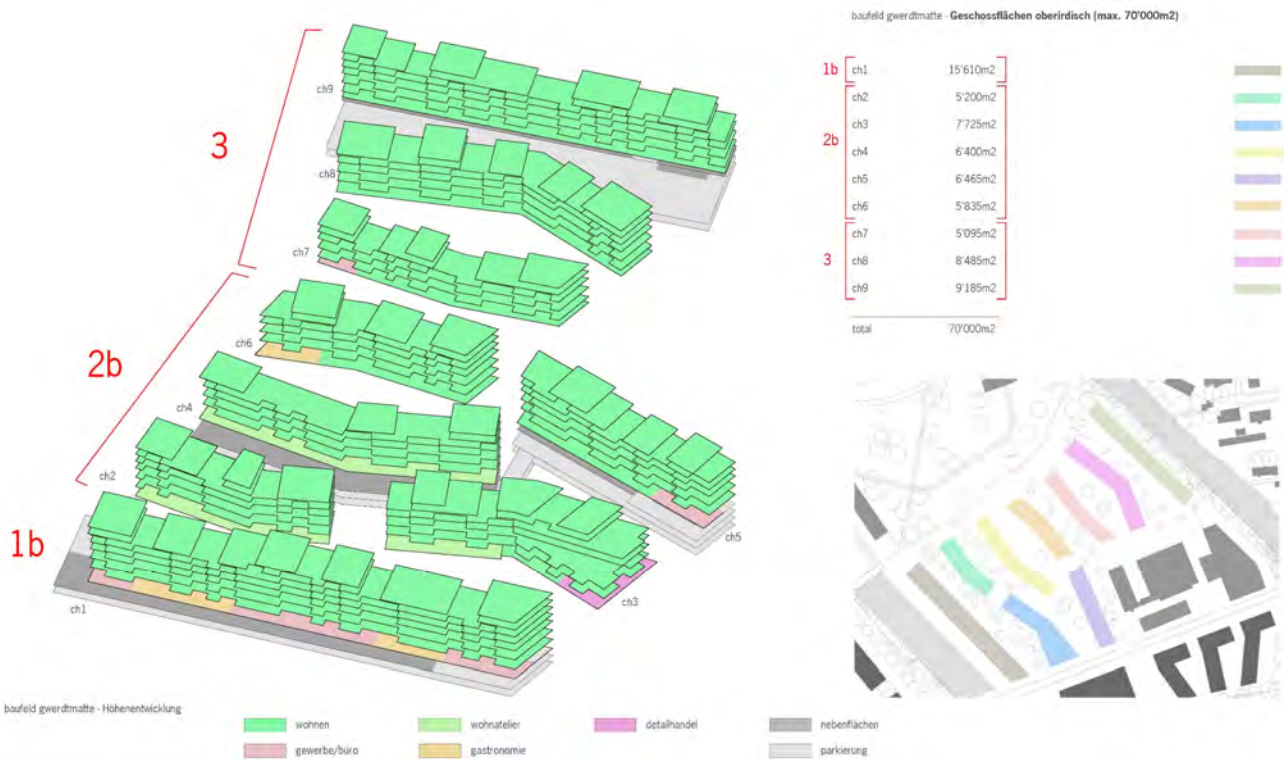 baufeld gwerdtmatte - Geschossflächen oberirdisch (max. 70'000m2)
1b
ch1 15'610m2
2b
ch2 5'200m2
ch3 7'725m2
ch4 6'400m2
ch5 6'465m2
ch6 5'835m2
3
ch7 5'095m2
ch8 8'485m2
ch9 9'185m2
total 70'000m2
3
ch9
ch8
ch7
2b
ch6
ch4
ch2
ch5
1b
ch3
ch1
baufeld gwerdtmatte - Höhenentwicklung
wohnen
wohnatelier
detailhandel
nebenflächen
gewerbe/büro
gastronomie
parkierung